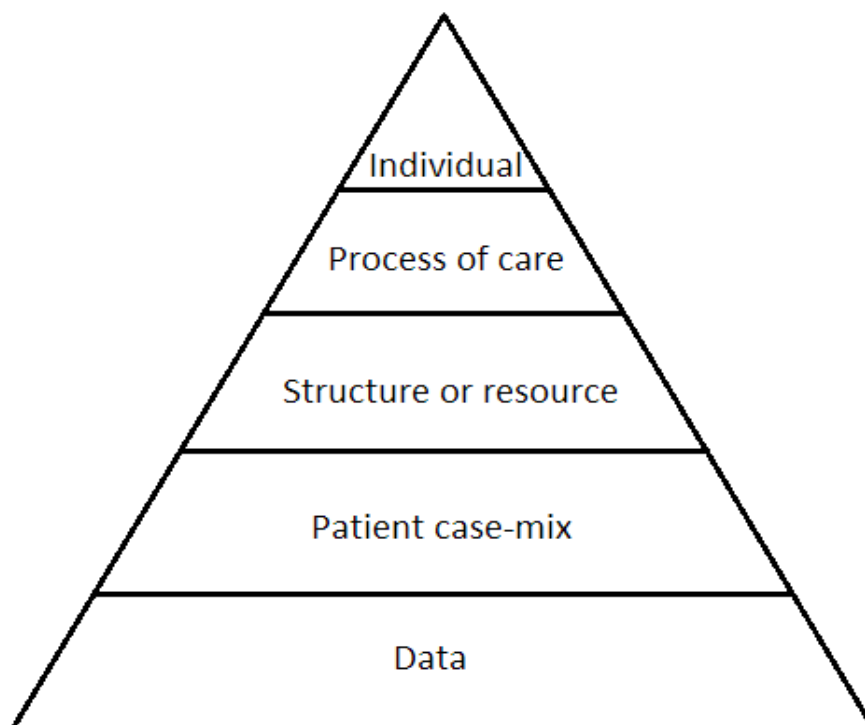 Individual
Process of care
Structure or resource
Patient case-mix
Data